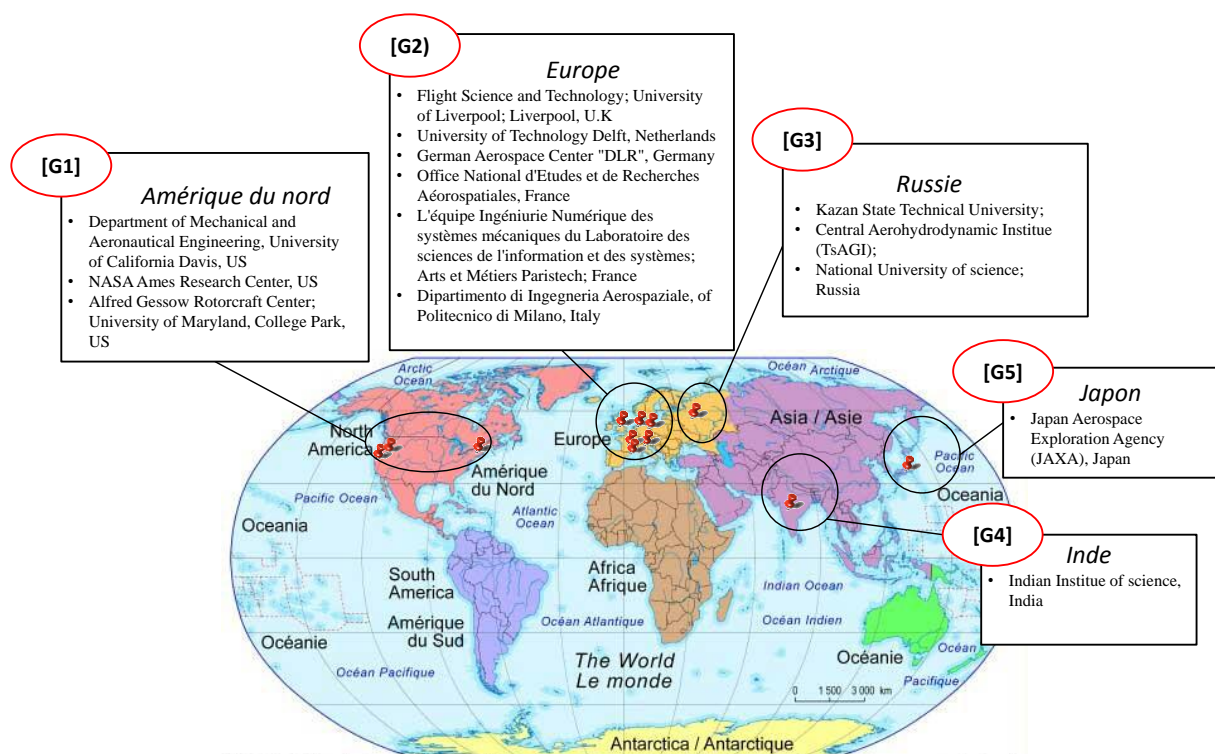 [G2)
Europe
• Flight Science and Technology; University
of Liverpool; Liverpool, U.K
• University of Technology Delft, Netherlands
• German Aerospace Center "DLR", Germany
• Office National d'Etudes et de Recherches
Aéorospatiales, France
• L'équipe Ingéniurie Numérique des
systèmes mécaniques du Laboratoire des
sciences de l'information et des systèmes;
Arts et Métiers Paristech; France
• Dipartimento di Ingegneria Aerospaziale, of
Politecnico di Milano, Italy
[G1]
Amérique du nord
• Department of Mechanical and
Aeronautical Engineering, University
of California Davis, US
• NASA Ames Research Center, US
• Alfred Gessow Rotorcraft Center;
University of Maryland, College Park,
US
[G3]
Russie
• Kazan State Technical University;
• Central Aerohydrodynamic Institue
(TsAGI);
• National University of science;
Russia
[G5]
Japon
• Japan Aerospace
Exploration Agency
(JAXA), Japan
[G4]
Inde
• Indian Institue of science,
India
Arctic
Ocean
Océan Arctique
North
America
Amérique
du Nord
Europe
Asia / Asie
Pacific
Ocean
Oceania
Pacific Ocean
Atlantic
Ocean
Oceania
Africa
Afrique
Indian Ocean
South
America
Amérique
du Sud
Océan Atlantique
Océan Indien
Océanie
Océanie
Océan
Pacifique
Océan Pacifique
The World
Le monde
0 1 500 3 000 km
Antarctica / Antarctique